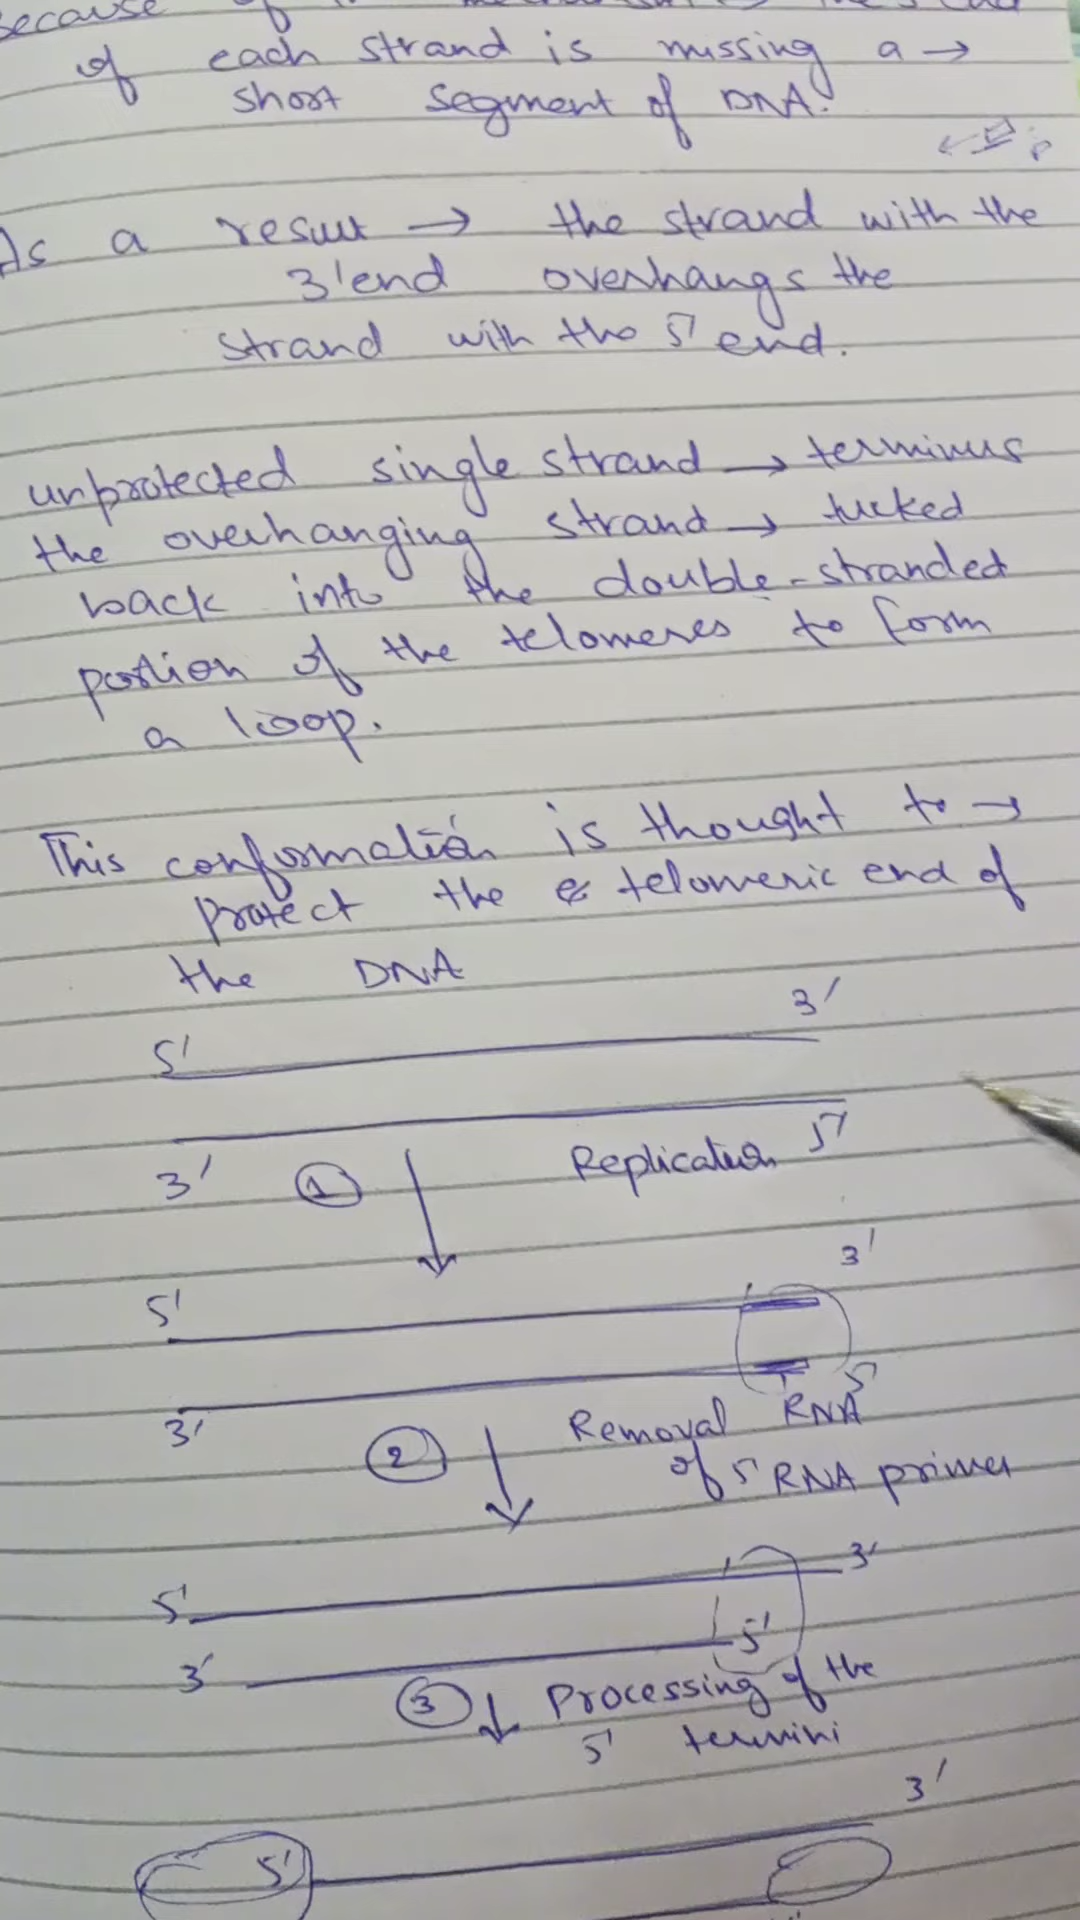 Because of
of each strand is missing a →
short segment of DNA.
As a result → the strand with the
3' end overhangs the
strand with the 5' end.
unprotected single strand → terminus
the overhanging strand → tucked
back into the double-stranded
portion of the telomeres to form
a loop.
This conformation is thought to →
protect the telomeric end of
the DNA
5' 3'
3' 5'
① Replication
5' 3'
3' 5'
RNA
② Removal
of 5' RNA primer
5' 3'
3' 5'
③ Processing of the
5' termini
5' 3'